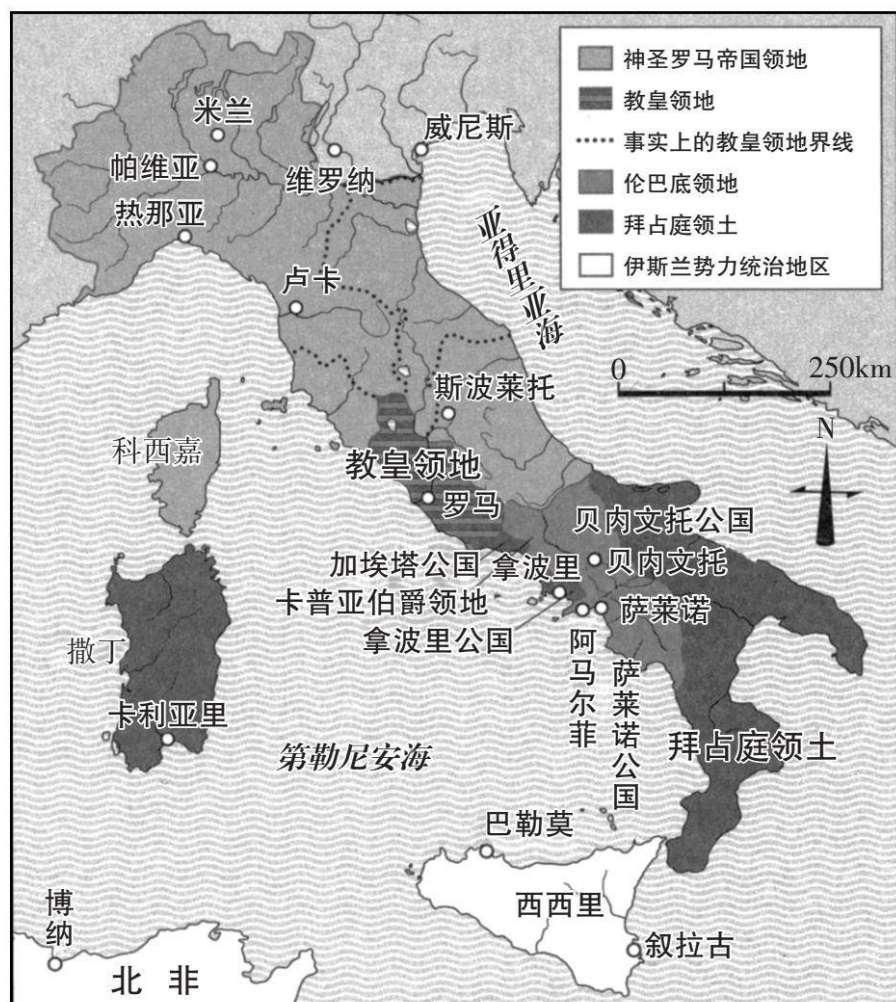 神圣罗马帝国领地
教皇领地
事实上的教皇领地界线
伦巴底领地
拜占庭领土
伊斯兰势力统治地区
米兰
威尼斯
帕维亚
维罗纳
热那亚
亚得里亚海
卢卡
0 250km
斯波莱托
N
科西嘉
教皇领地
罗马
贝内文托公国
加埃塔公国
拿波里
贝内文托
卡普亚伯爵领地
萨莱诺
撒丁
拿波里公国
阿马尔菲
萨莱诺公国
卡利亚里
第勒尼安海
拜占庭领土
巴勒莫
西西里
博纳
叙拉古
北非